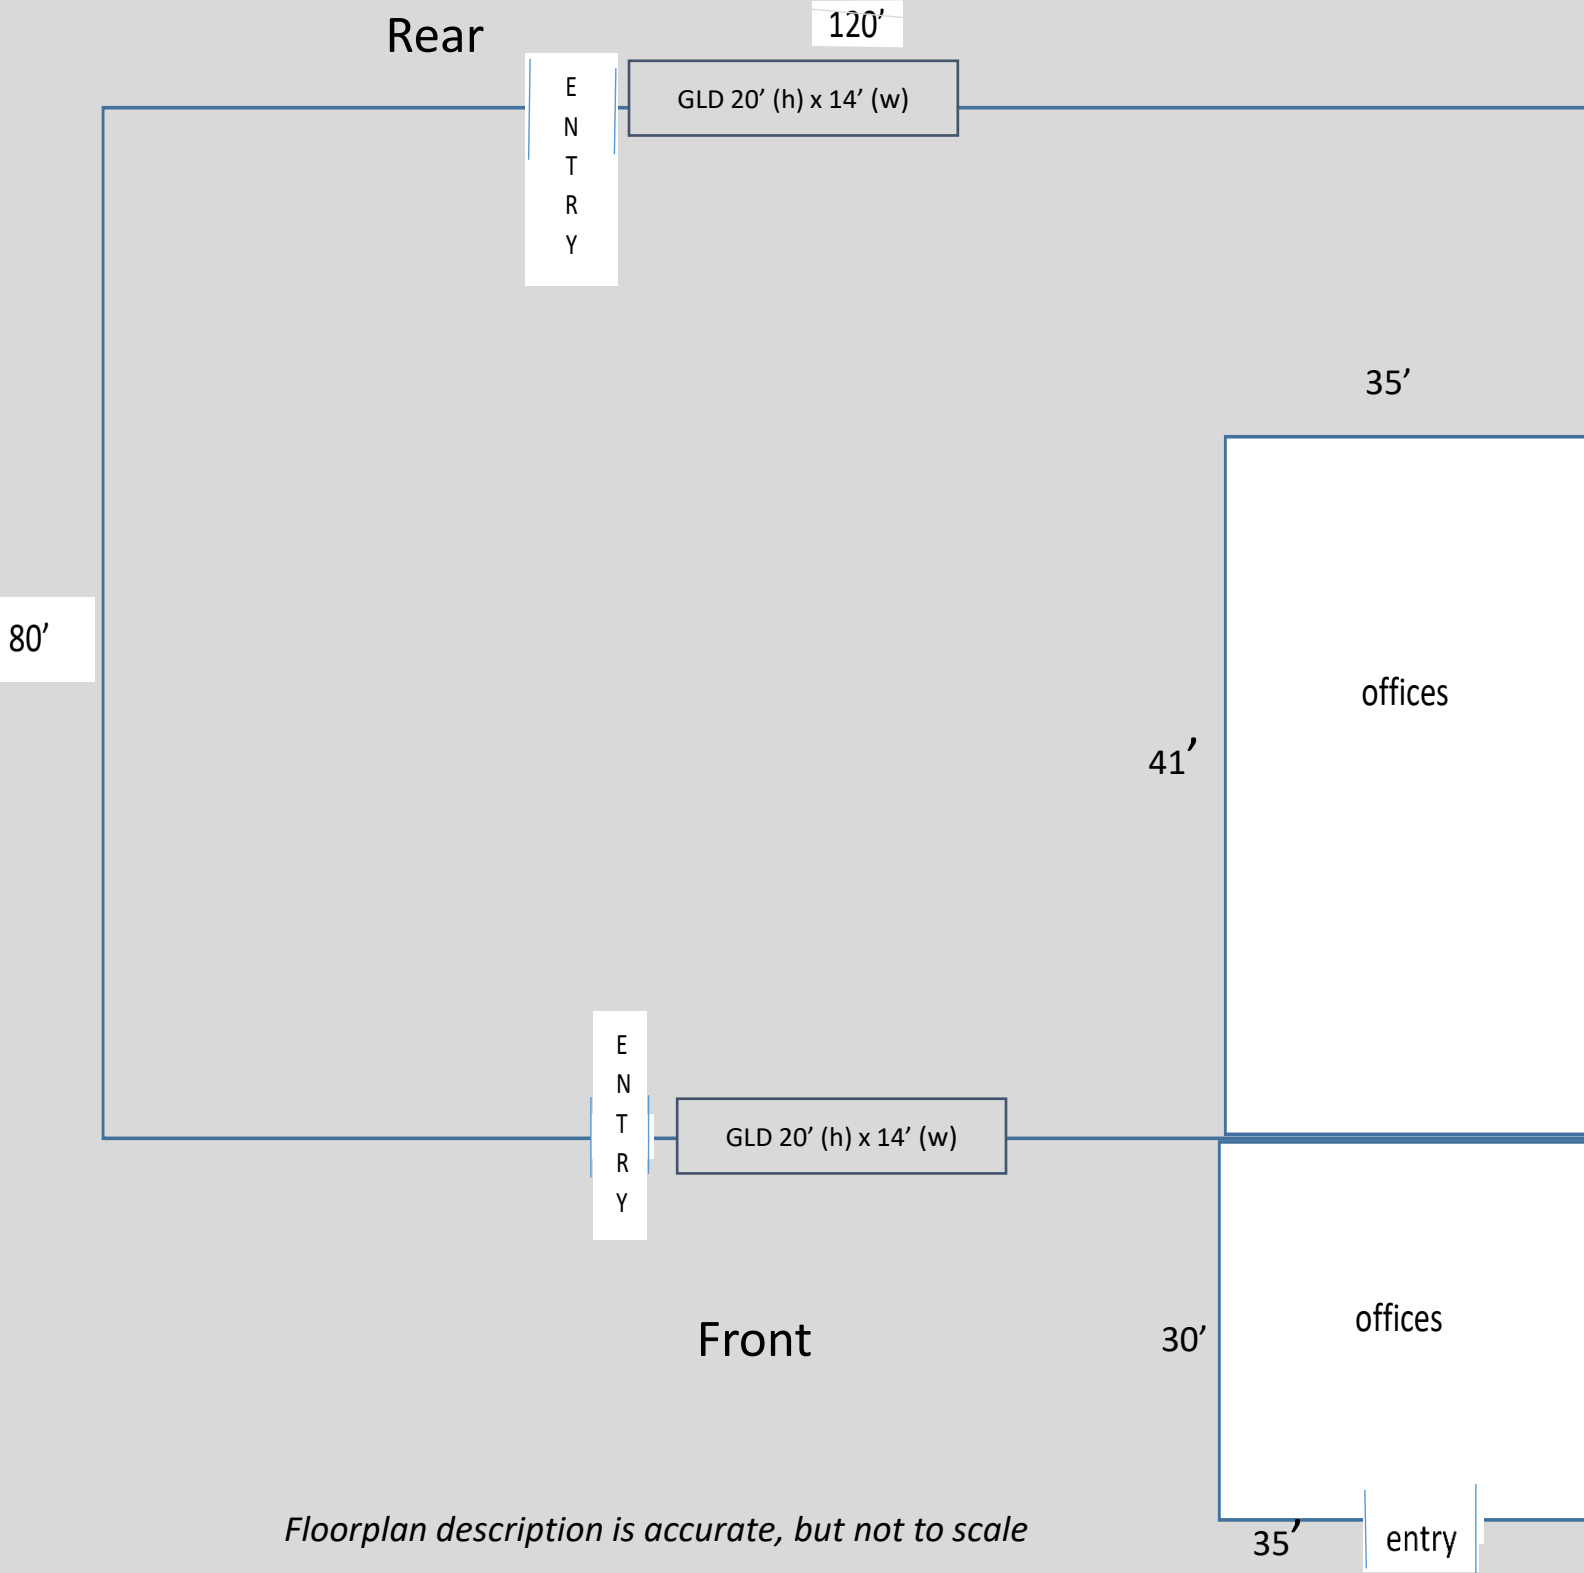 Rear
120’
E
N
T
R
Y
GLD 20’ (h) x 14’ (w)
35’
80’
offices
41’
E
N
T
R
Y
GLD 20’ (h) x 14’ (w)
offices
Front
30’
Floorplan description is accurate, but not to scale
35’
entry